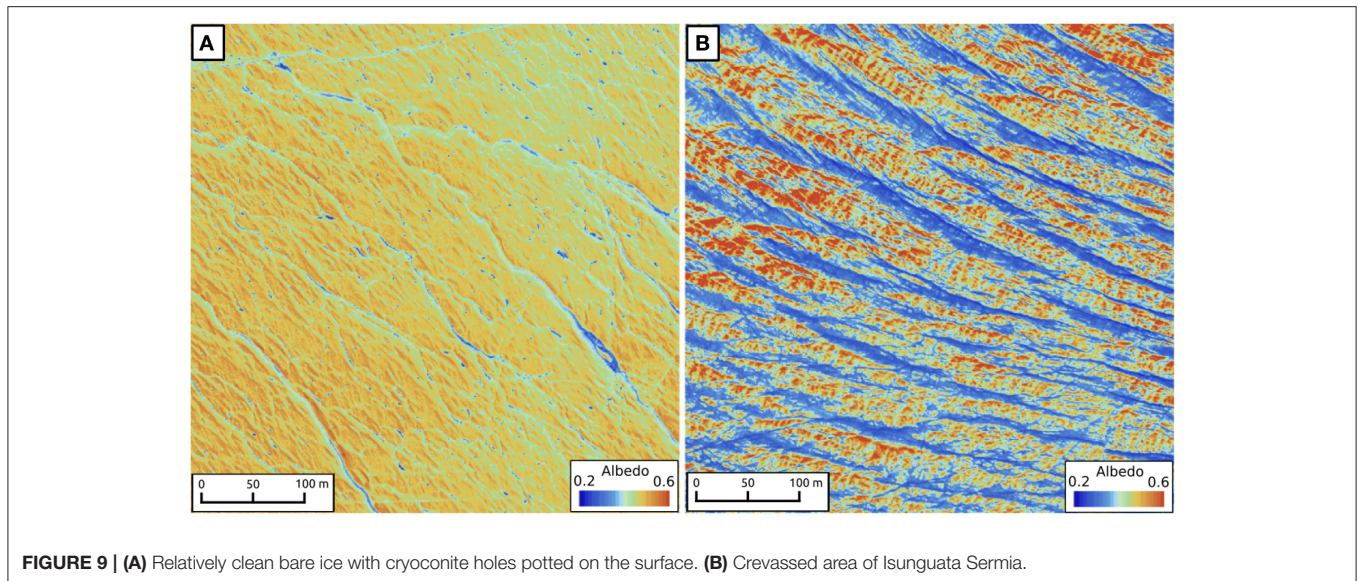 A
B
0 50 100 m
Albedo
0.2 0.6
0 50 100 m
Albedo
0.2 0.6
FIGURE 9 | (A) Relatively clean bare ice with cryoconite holes potted on the surface. (B) Crevassed area of Isunguata Sermia.